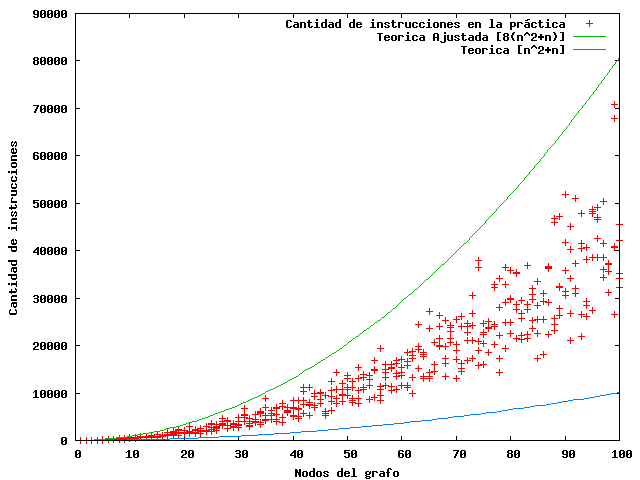 Cantidad de instrucciones en la práctica
Teorica Ajustada [8(n^2+n)]
Teorica [n^2+n]
90000
80000
70000
60000
50000
40000
30000
20000
10000
0
Cantidad de instrucciones
0 10 20 30 40 50 60 70 80 90 100
Nodos del grafo